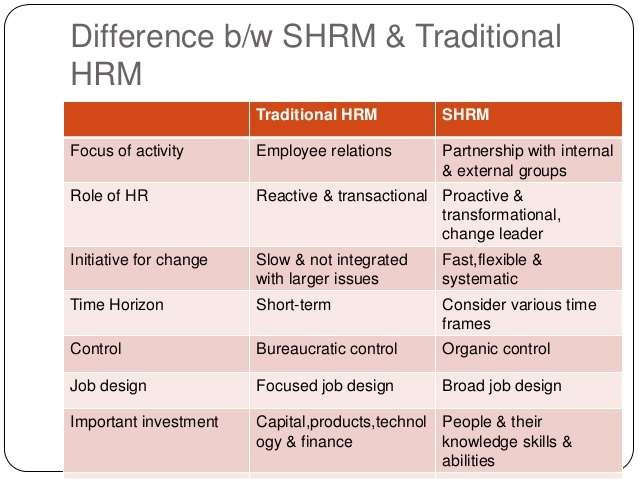 Difference b/w SHRM & Traditional
HRM
Traditional HRM SHRM
Focus of activity Employee relations Partnership with internal
& external groups
Role of HR Reactive & transactional Proactive &
transformational,
change leader
Initiative for change Slow & not integrated Fast,flexible &
with larger issues systematic
Time Horizon Short-term Consider various time
frames
Control Bureaucratic control Organic control
Job design Focused job design Broad job design
Important investment Capital,products,technol People & their
ogy & finance knowledge skills &
abilities